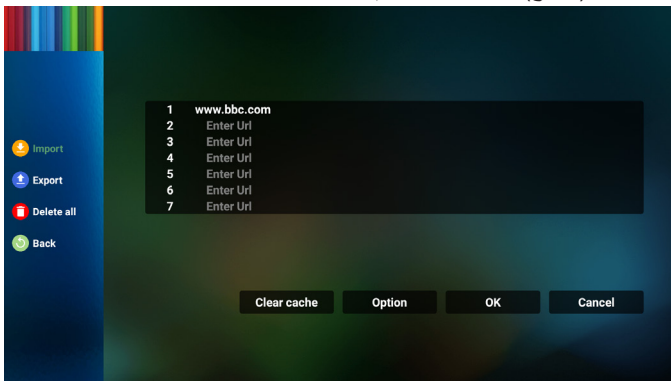 Import
Export
Delete all
Back
1 www.bbc.com
2 Enter Url
3 Enter Url
4 Enter Url
5 Enter Url
6 Enter Url
7 Enter Url
Clear cache Option OK Cancel